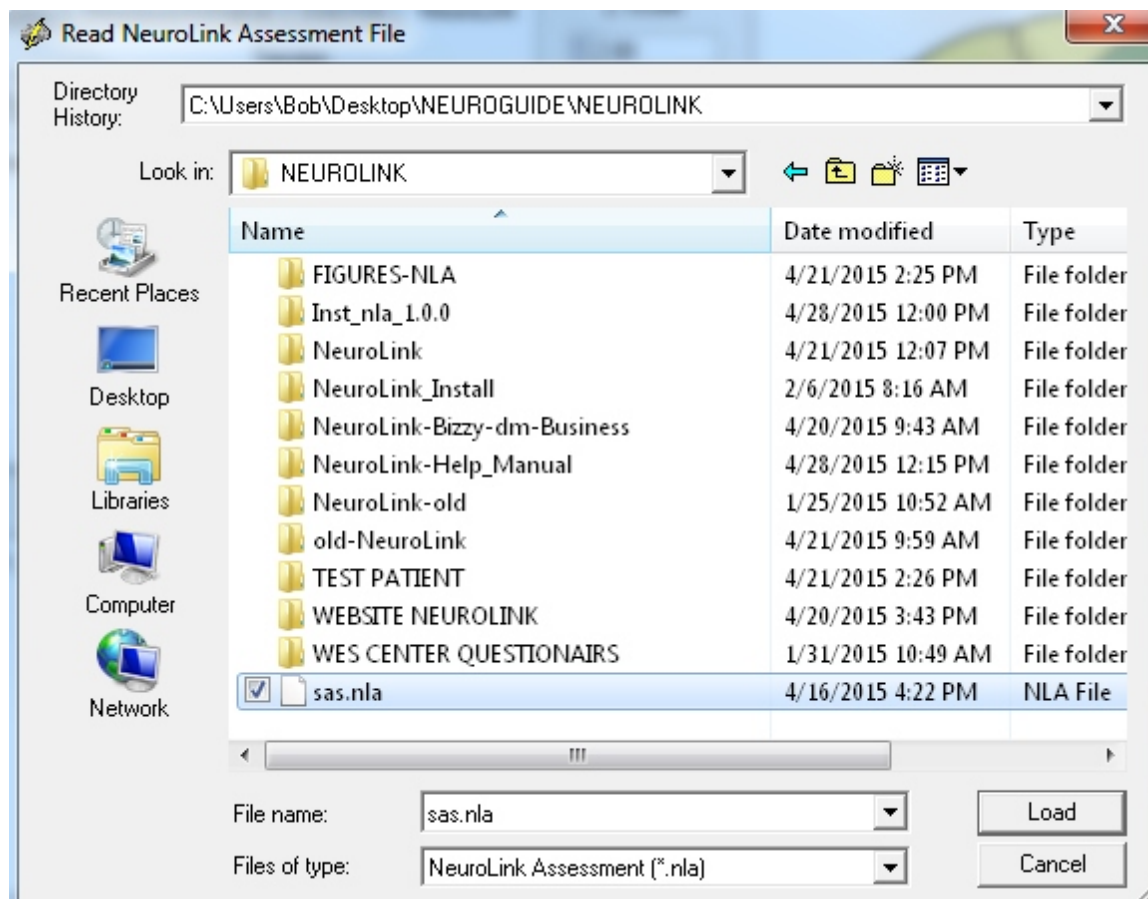 Read NeuroLink Assessment File
Directory History: C:\Users\Bob\Desktop\NEUROGUIDE\NEUROLINK
Look in: NEUROLINK
Name Date modified Type
FIGURES-NLA 4/21/2015 2:25 PM File folder
Inst_nla_1.0.0 4/28/2015 12:00 PM File folder
NeuroLink 4/21/2015 12:07 PM File folder
NeuroLink_Install 2/6/2015 8:16 AM File folder
NeuroLink-Bizzy-dm-Business 4/20/2015 9:43 AM File folder
NeuroLink-Help_Manual 4/28/2015 12:15 PM File folder
NeuroLink-old 1/25/2015 10:52 AM File folder
old-NeuroLink 4/21/2015 9:59 AM File folder
TEST PATIENT 4/21/2015 2:26 PM File folder
WEBSITE NEUROLINK 4/20/2015 3:43 PM File folder
WES CENTER QUESTIONAIRS 1/31/2015 10:49 AM File folder
sas.nla 4/16/2015 4:22 PM NLA File
Recent Places
Desktop
Libraries
Computer
Network
File name: sas.nla Load
Files of type: NeuroLink Assessment (*.nla) Cancel